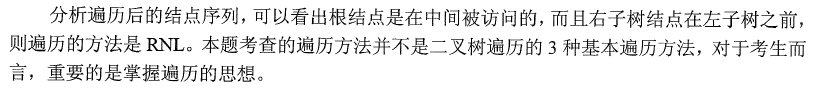 分析遍历后的结点序列，可以看出根结点是在中间被访问的，而且右子树结点在左子树之前，
则遍历的方法是 RNL。本题考查的遍历方法并不是二叉树遍历的 3 种基本遍历方法，对于考生而
言，重要的是掌握遍历的思想。